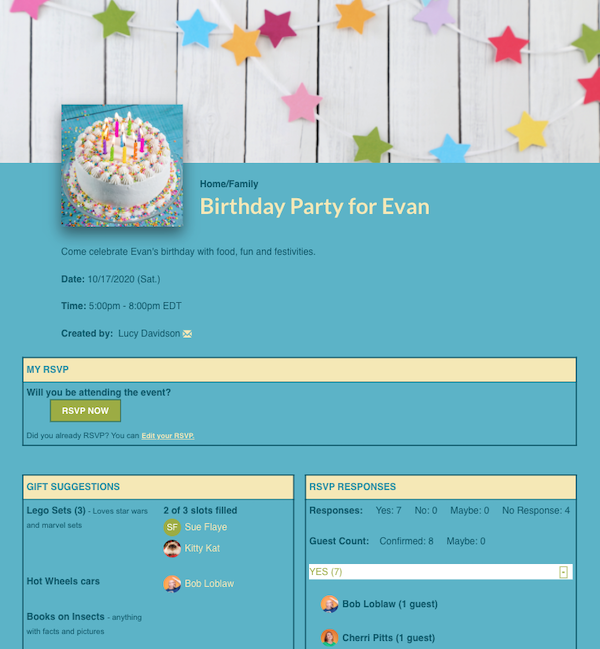 Home/Family
Birthday Party for Evan
Come celebrate Evan's birthday with food, fun and festivities.
Date: 10/17/2020 (Sat.)
Time: 5:00pm - 8:00pm EDT
Created by: Lucy Davidson
MY RSVP
Will you be attending the event?
RSVP NOW
Did you already RSVP? You can Edit your RSVP.
GIFT SUGGESTIONS
Lego Sets (3) - Loves star wars
and marvel sets
2 of 3 slots filled
SF Sue Flaye
Kitty Kat
Hot Wheels cars
Bob Loblaw
Books on Insects - anything
with facts and pictures
RSVP RESPONSES
Responses: Yes: 7 No: 0 Maybe: 0 No Response: 4
Guest Count: Confirmed: 8 Maybe: 0
YES (7)
Bob Loblaw (1 guest)
Cherri Pitts (1 guest)